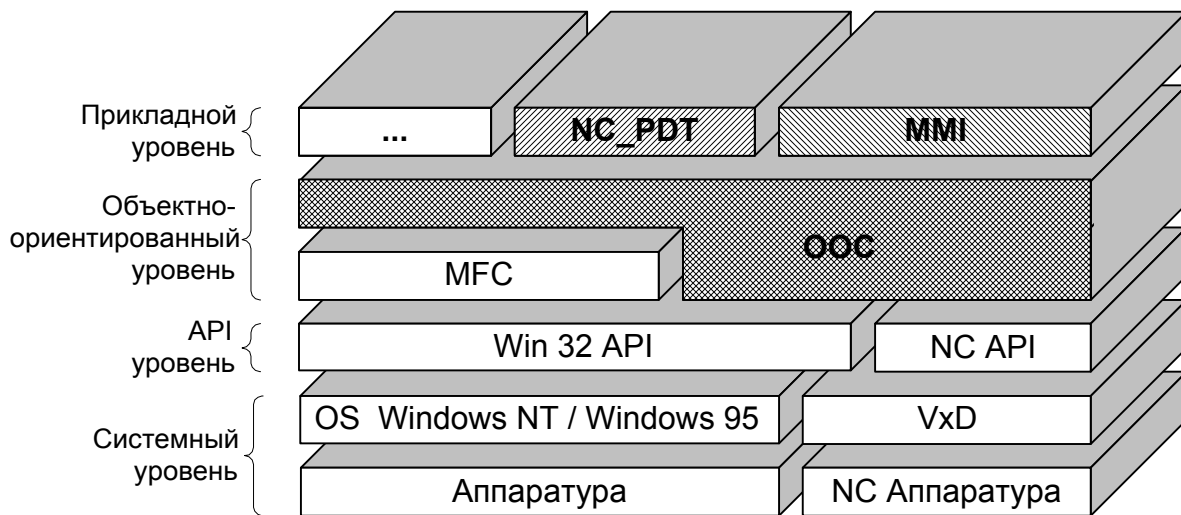 Прикладной
уровень
...
NC_PDT
MMI
Объектно-
ориентированный
уровень
OOC
MFC
API
уровень
Win 32 API
NC API
Системный
уровень
OS Windows NT / Windows 95
VxD
Аппаратура
NC Аппаратура